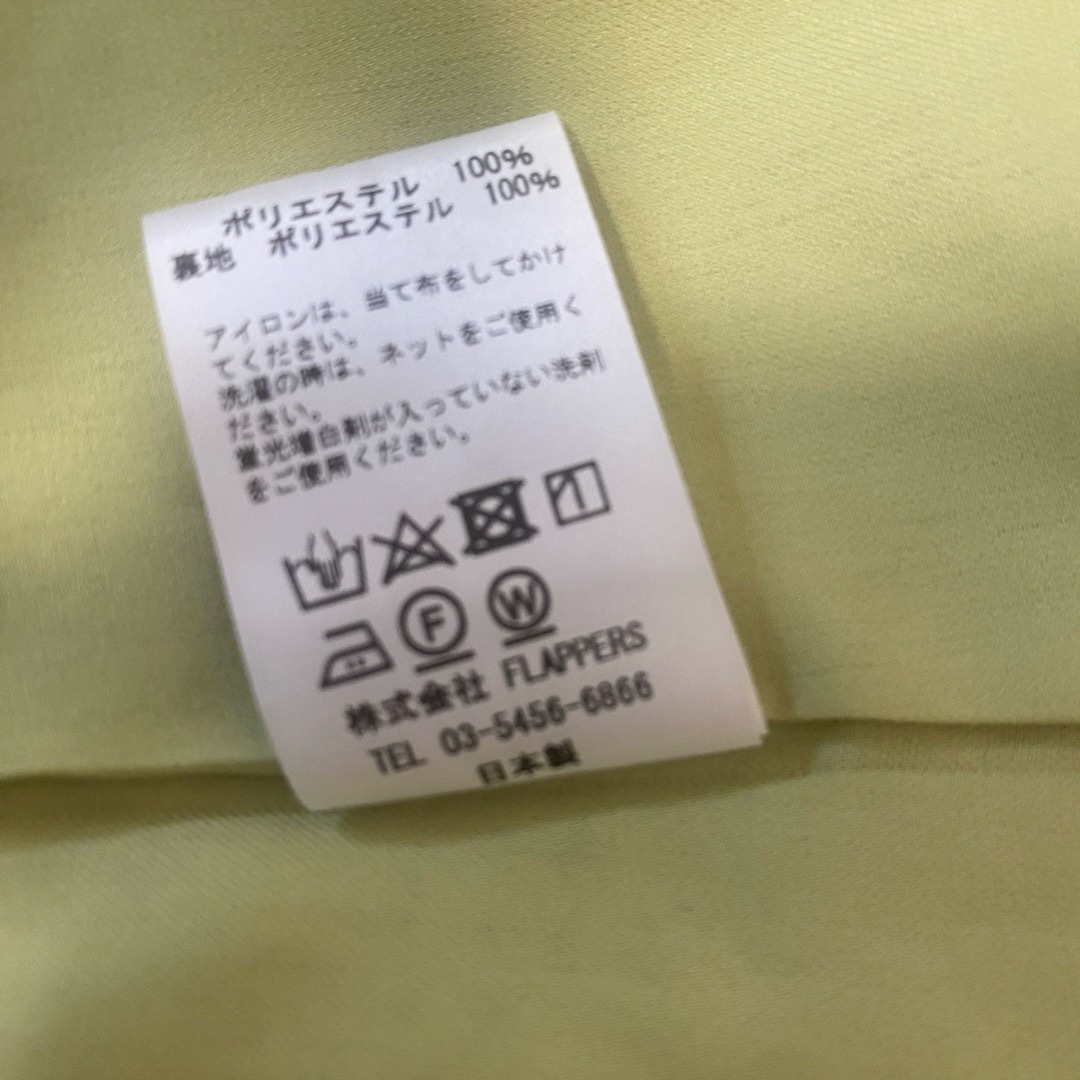 ポリエステル 100%
裏地 ポリエステル 100%
アイロンは、当て布をしてかけ
てください。
洗濯の時は、ネットをご使用く
ださい。
蛍光増白剤が入っていない洗剤
をご使用ください。
F W
株式会社 FLAPPERS
TEL 03-5456-6866
日本製